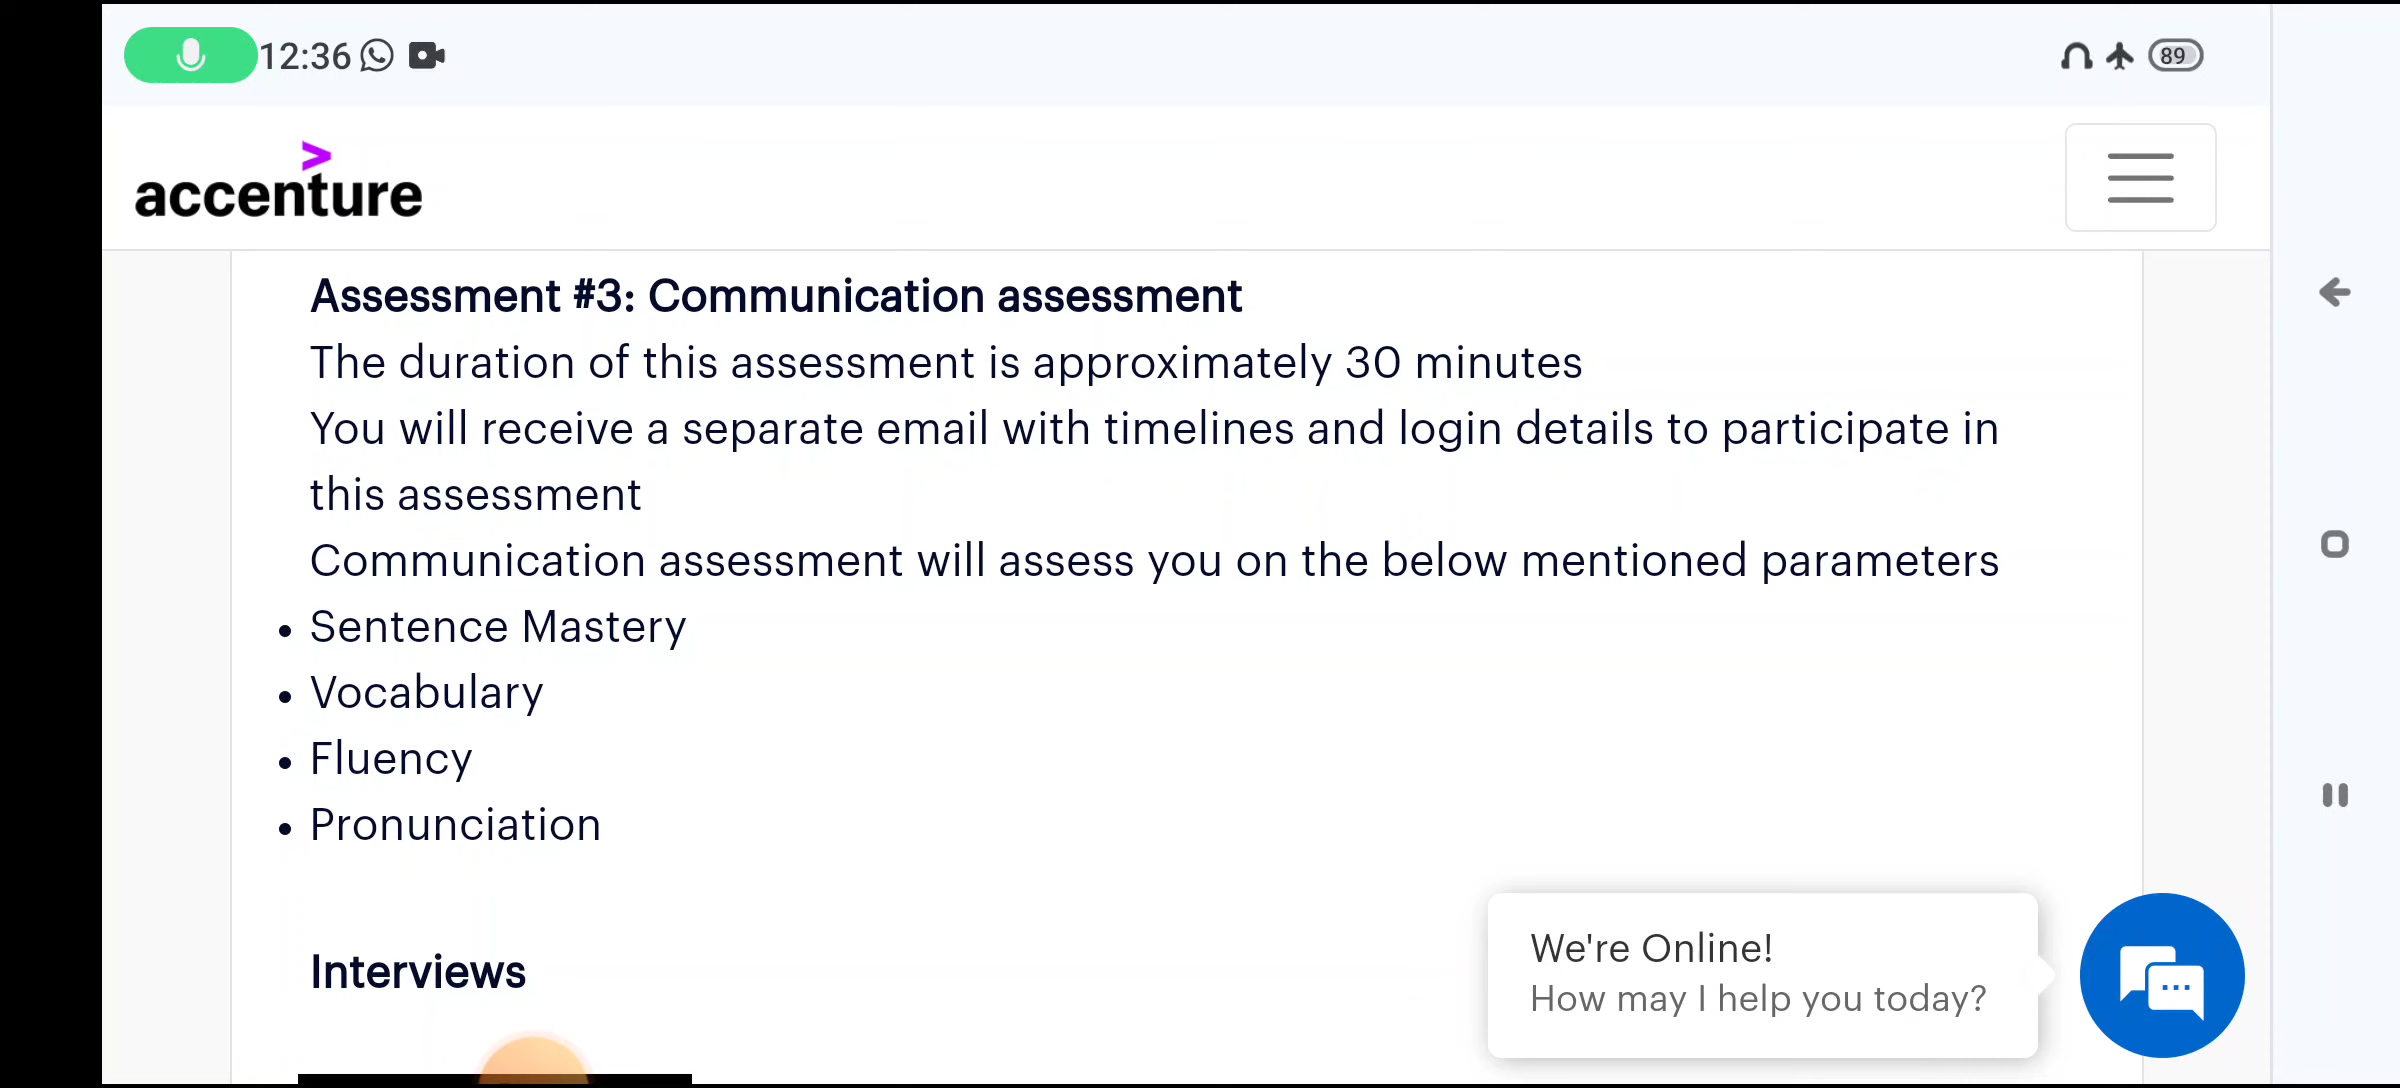 12:36
89
accenture
Assessment #3: Communication assessment
The duration of this assessment is approximately 30 minutes
You will receive a separate email with timelines and login details to participate in
this assessment
Communication assessment will assess you on the below mentioned parameters
• Sentence Mastery
• Vocabulary
• Fluency
• Pronunciation
Interviews
We're Online!
How may I help you today?